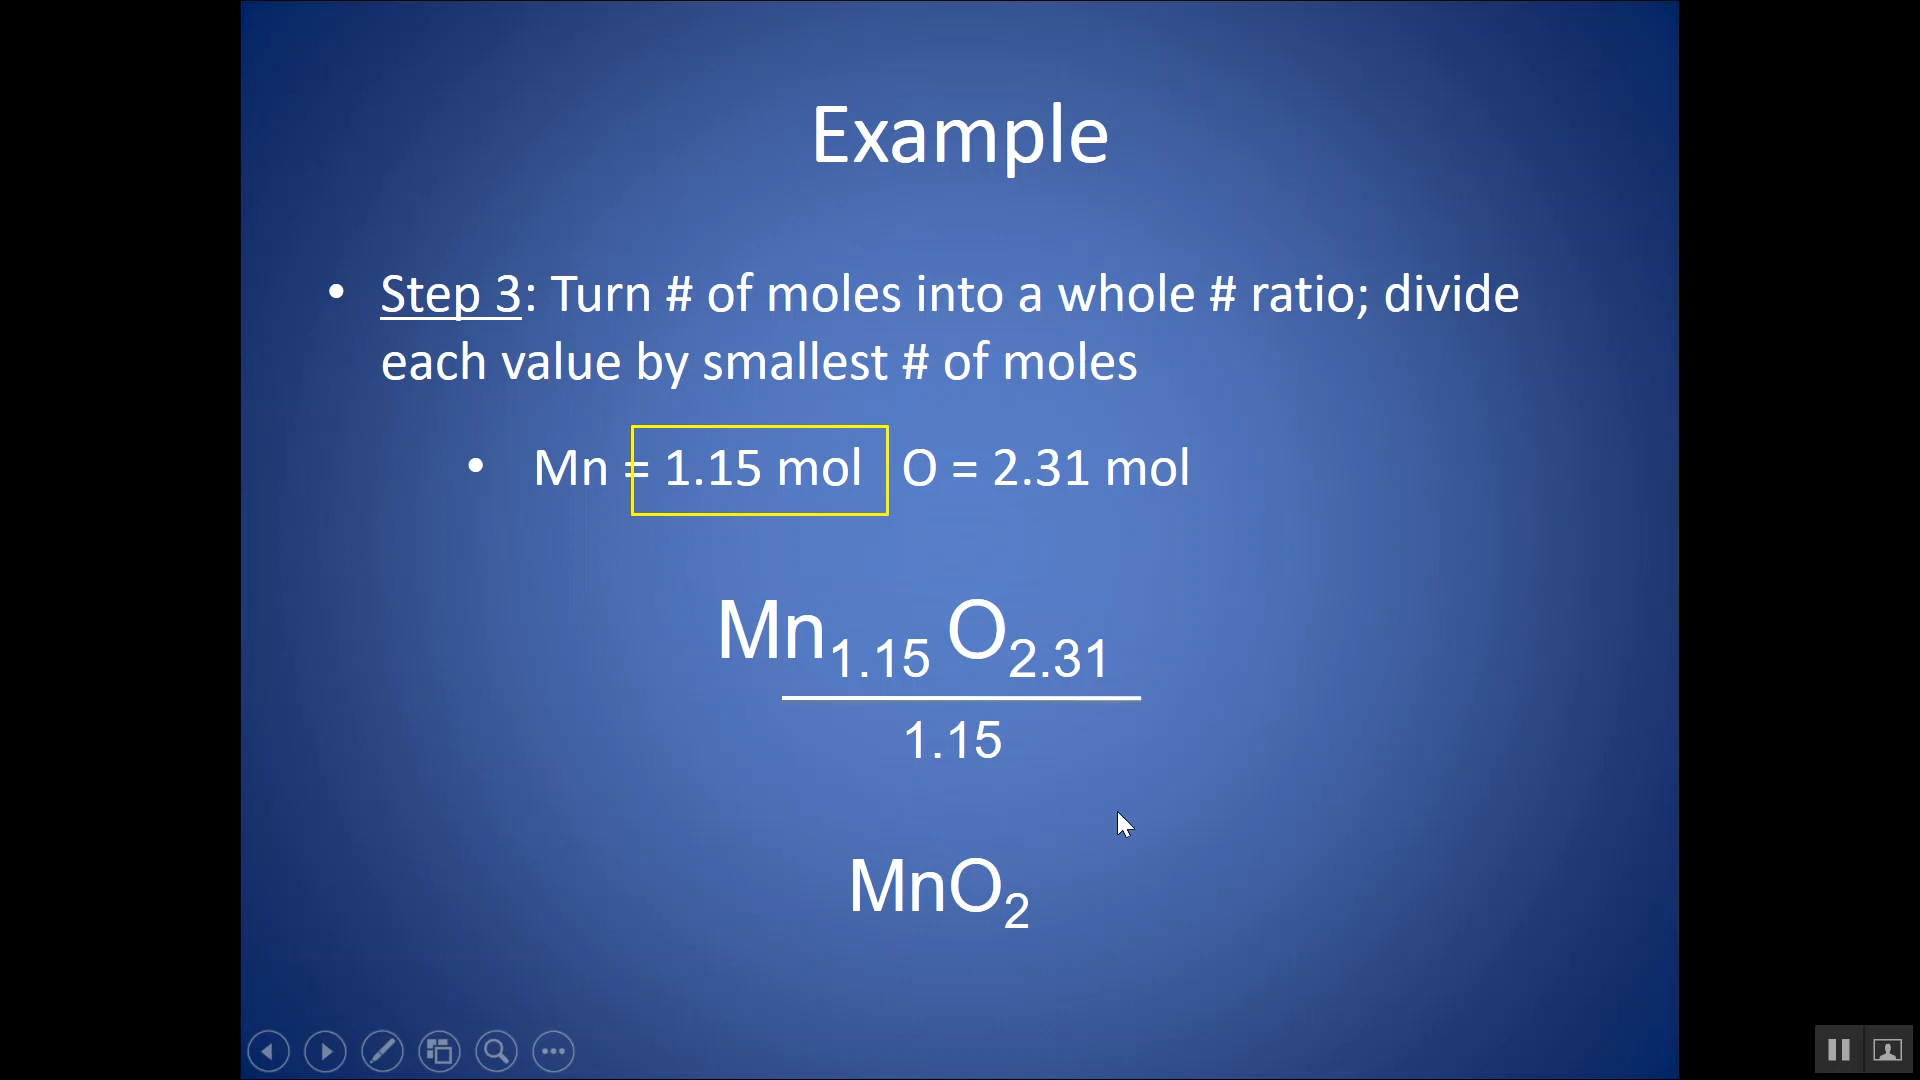 Example
• Step 3: Turn # of moles into a whole # ratio; divide
each value by smallest # of moles
• Mn = 1.15 mol O = 2.31 mol
Mn₁.₁₅ O₂.₃₁
1.15
MnO₂